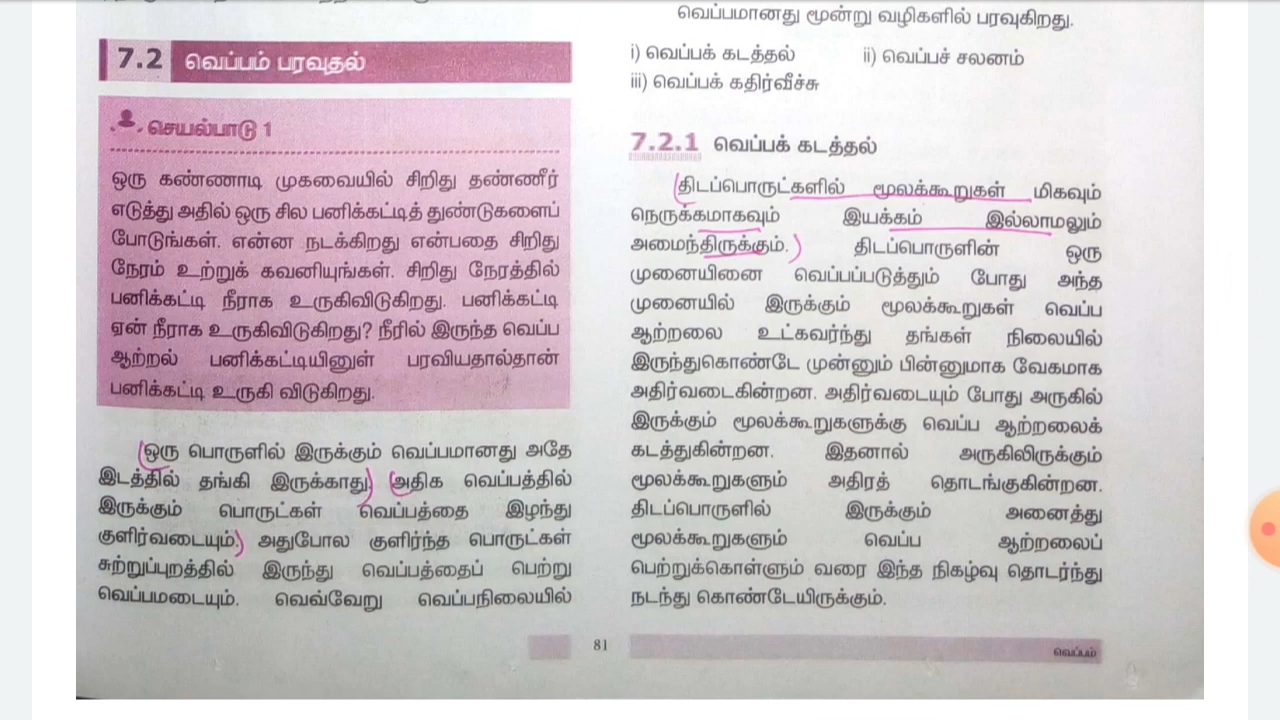 7.2 வெப்பம் பரவுதல்
செயல்பாடு 1
ஒரு கண்ணாடி முகவையில் சிறிது தண்ணீர்
எடுத்து அதில் ஒரு சில பனிக்கட்டித் துண்டுகளைப்
போடுங்கள். என்ன நடக்கிறது என்பதை சிறிது
நேரம் உற்றுக் கவனியுங்கள். சிறிது நேரத்தில்
பனிக்கட்டி நீராக உருகிவிடுகிறது. பனிக்கட்டி
ஏன் நீராக உருகிவிடுகிறது? நீரில் இருந்த வெப்ப
ஆற்றல் பனிக்கட்டியினுள் பரவியதால்தான்
பனிக்கட்டி உருகி விடுகிறது.
ஒரு பொருளில் இருக்கும் வெப்பமானது அதே
இடத்தில் தங்கி இருக்காது. அதிக வெப்பத்தில்
இருக்கும் பொருட்கள் வெப்பத்தை இழந்து
குளிர்வடையும். அதுபோல குளிர்ந்த பொருட்கள்
சுற்றுப்புறத்தில் இருந்து வெப்பத்தைப் பெற்று
வெப்பமடையும். வெவ்வேறு வெப்பநிலையில்
வெப்பமானது மூன்று வழிகளில் பரவுகிறது.
i) வெப்பக் கடத்தல் ii) வெப்பச் சலனம்
iii) வெப்பக் கதிர்வீச்சு
7.2.1 வெப்பக் கடத்தல்
திடப்பொருட்களில் மூலக்கூறுகள் மிகவும்
நெருக்கமாகவும் இயக்கம் இல்லாமலும்
அமைந்திருக்கும். திடப்பொருளின் ஒரு
முனையினை வெப்பப்படுத்தும் போது அந்த
முனையில் இருக்கும் மூலக்கூறுகள் வெப்ப
ஆற்றலை உட்கவர்ந்து தங்கள் நிலையில்
இருந்துகொண்டே முன்னும் பின்னுமாக வேகமாக
அதிர்வடைகின்றன. அதிர்வடையும் போது அருகில்
இருக்கும் மூலக்கூறுகளுக்கு வெப்ப ஆற்றலைக்
கடத்துகின்றன. இதனால் அருகிலிருக்கும்
மூலக்கூறுகளும் அதிரத் தொடங்குகின்றன.
திடப்பொருளில் இருக்கும் அனைத்து
மூலக்கூறுகளும் வெப்ப ஆற்றலைப்
பெற்றுக்கொள்ளும் வரை இந்த நிகழ்வு தொடர்ந்து
நடந்து கொண்டேயிருக்கும்.
81
வெப்பம்